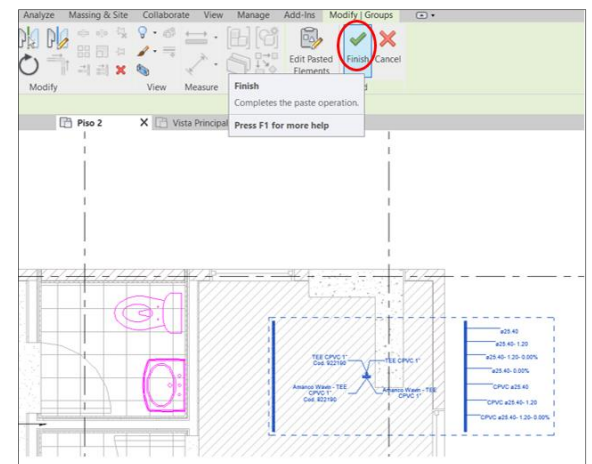 Analyze Massing & Site Collaborate View Manage Add-Ins Modify | Groups
Edit Pasted
Elements
Finish
Cancel
Modify View Measure
Finish
Completes the paste operation.
Press F1 for more help
Piso 2 X Vista Principal
TEE CPVC 1"
Cod. 922190
TEE CPVC 1"
Amanco Wavin - TEE
CPVC 1"
Cod. 922190
Amanco Wavin - TEE
CPVC 1"
ø25.40
ø25.40- 1.20
ø25.40- 1.20- 0.00%
ø25.40- 0.00%
CPVC ø25.40
CPVC ø25.40- 1.20
CPVC ø25.40- 1.20- 0.00%